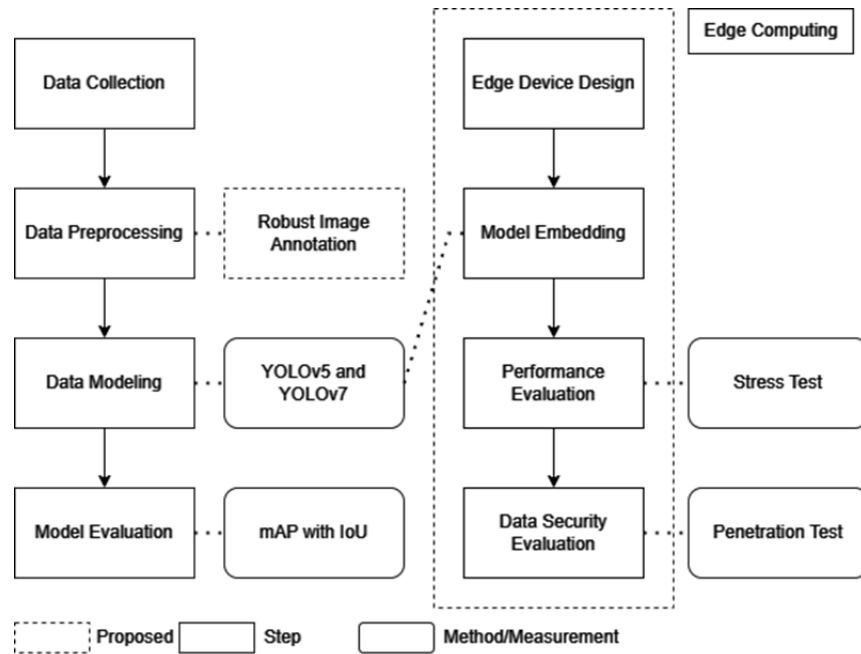 Edge Computing
Data Collection
Edge Device Design
Data Preprocessing
Robust Image
Annotation
Model Embedding
Data Modeling
YOLOv5 and
YOLOv7
Performance
Evaluation
Stress Test
Model Evaluation
mAP with IoU
Data Security
Evaluation
Penetration Test
Proposed
Step
Method/Measurement